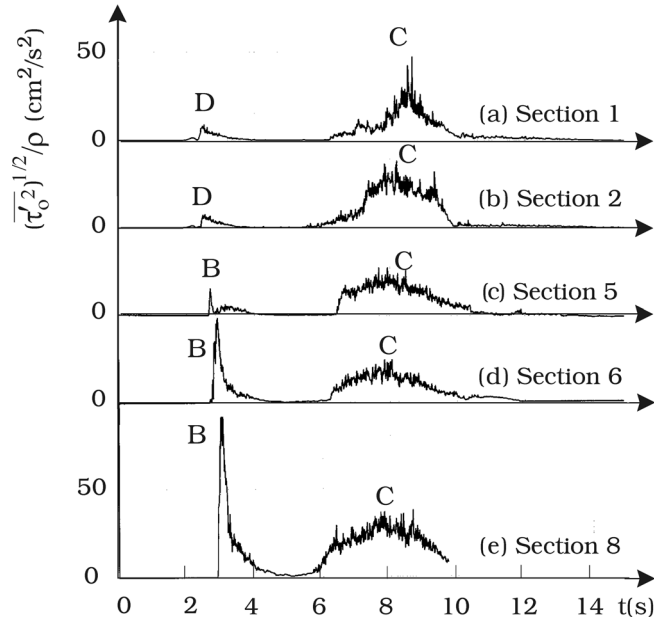 50
C
D
(a) Section 1
0
C
D
(b) Section 2
0
B
C
(c) Section 5
0
B
C
(d) Section 6
0
B
50
C
(e) Section 8
0
0 2 4 6 8 10 12 14 t(s)
(τ′ₒ²)¹/²/ρ (cm²/s²)